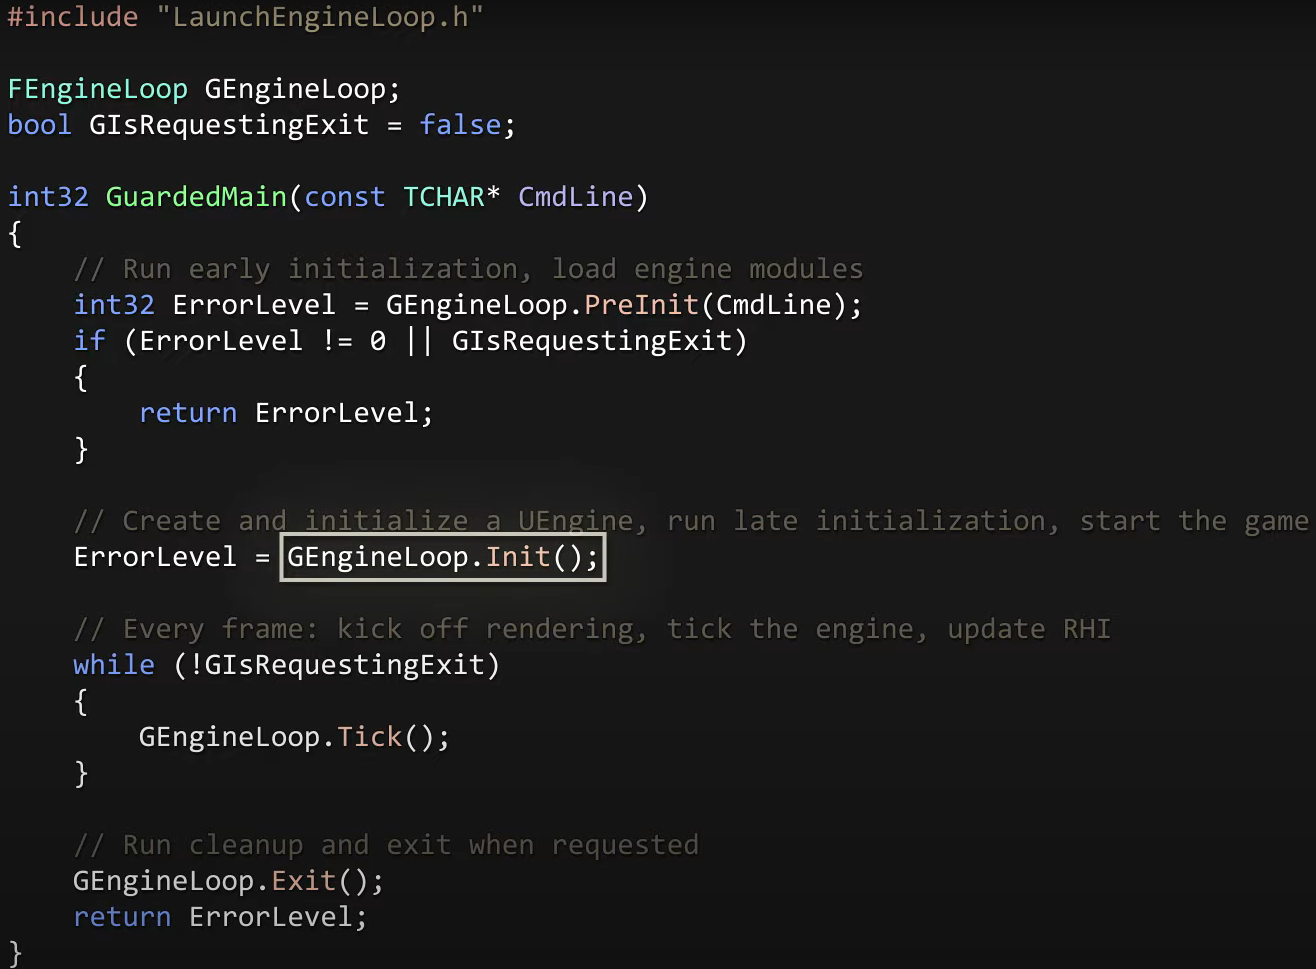 #include "LaunchEngineLoop.h"
FEngineLoop GEngineLoop;
bool GIsRequestingExit = false;
int32 GuardedMain(const TCHAR* CmdLine)
{
// Run early initialization, load engine modules
int32 ErrorLevel = GEngineLoop.PreInit(CmdLine);
if (ErrorLevel != 0 || GIsRequestingExit)
{
return ErrorLevel;
}
// Create and initialize a UEngine, run late initialization, start the game
ErrorLevel = GEngineLoop.Init();
// Every frame: kick off rendering, tick the engine, update RHI
while (!GIsRequestingExit)
{
GEngineLoop.Tick();
}
// Run cleanup and exit when requested
GEngineLoop.Exit();
return ErrorLevel;
}